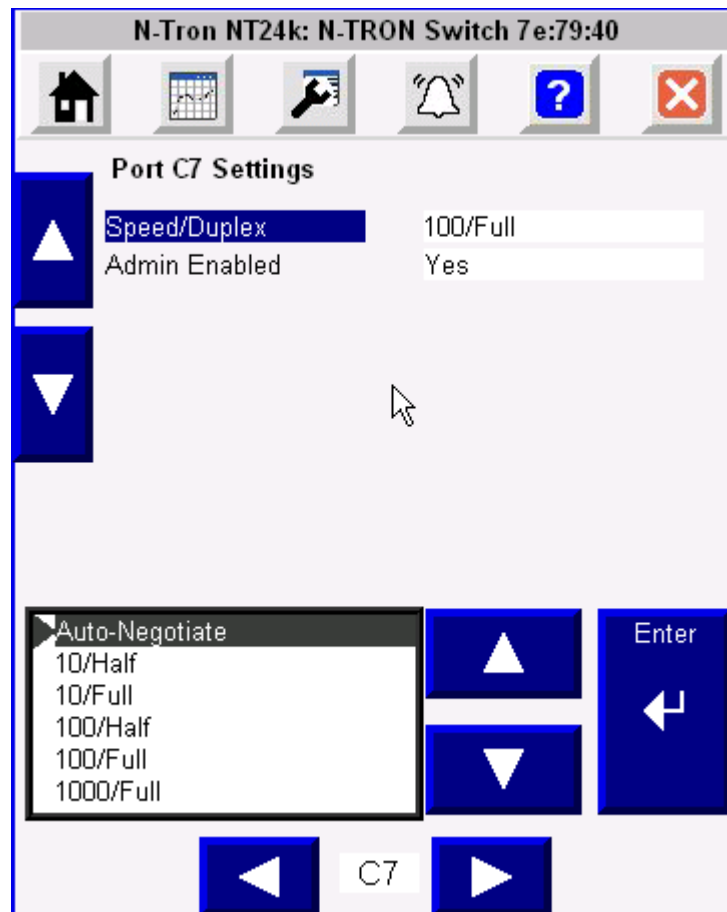 N-Tron NT24k: N-TRON Switch 7e:79:40
?
Port C7 Settings
Speed/Duplex 100/Full
Admin Enabled Yes
Auto-Negotiate
10/Half
10/Full
100/Half
100/Full
1000/Full
Enter
C7